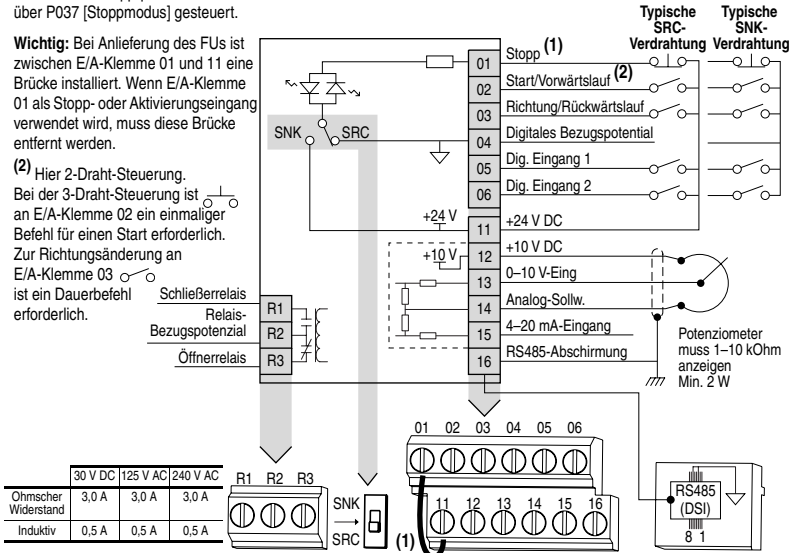 über P037 [Stoppmodus] gesteuert.
Wichtig: Bei Anlieferung des FUs ist
zwischen E/A-Klemme 01 und 11 eine
Brücke installiert. Wenn E/A-Klemme
01 als Stopp- oder Aktivierungseingang
verwendet wird, muss diese Brücke
entfernt werden.
(2) Hier 2-Draht-Steuerung.
Bei der 3-Draht-Steuerung ist
an E/A-Klemme 02 ein einmaliger
Befehl für einen Start erforderlich.
Zur Richtungsänderung an
E/A-Klemme 03
ist ein Dauerbefehl
erforderlich.
Typische
SRC-
Verdrahtung
Typische
SNK-
Verdrahtung
SNK
SRC
+24 V
+10 V
01 Stopp (1)
02 Start/Vorwärtslauf (2)
03 Richtung/Rückwärtslauf
04 Digitales Bezugspotential
05 Dig. Eingang 1
06 Dig. Eingang 2
11 +24 V DC
12 +10 V DC
13 0–10 V-Eing
14 Analog-Sollw.
15 4–20 mA-Eingang
16 RS485-Abschirmung
Potenziometer
muss 1–10 kOhm
anzeigen
Min. 2 W
Schließerrelais R1
Relais-
Bezugspotenzial R2
Öffnerrelais R3
30 V DC 125 V AC 240 V AC
Ohmscher
Widerstand 3,0 A 3,0 A 3,0 A
Induktiv 0,5 A 0,5 A 0,5 A
R1 R2 R3
SNK
SRC
(1)
01 02 03 04 05 06
11 12 13 14 15 16
RS485
(DSI)
8 1